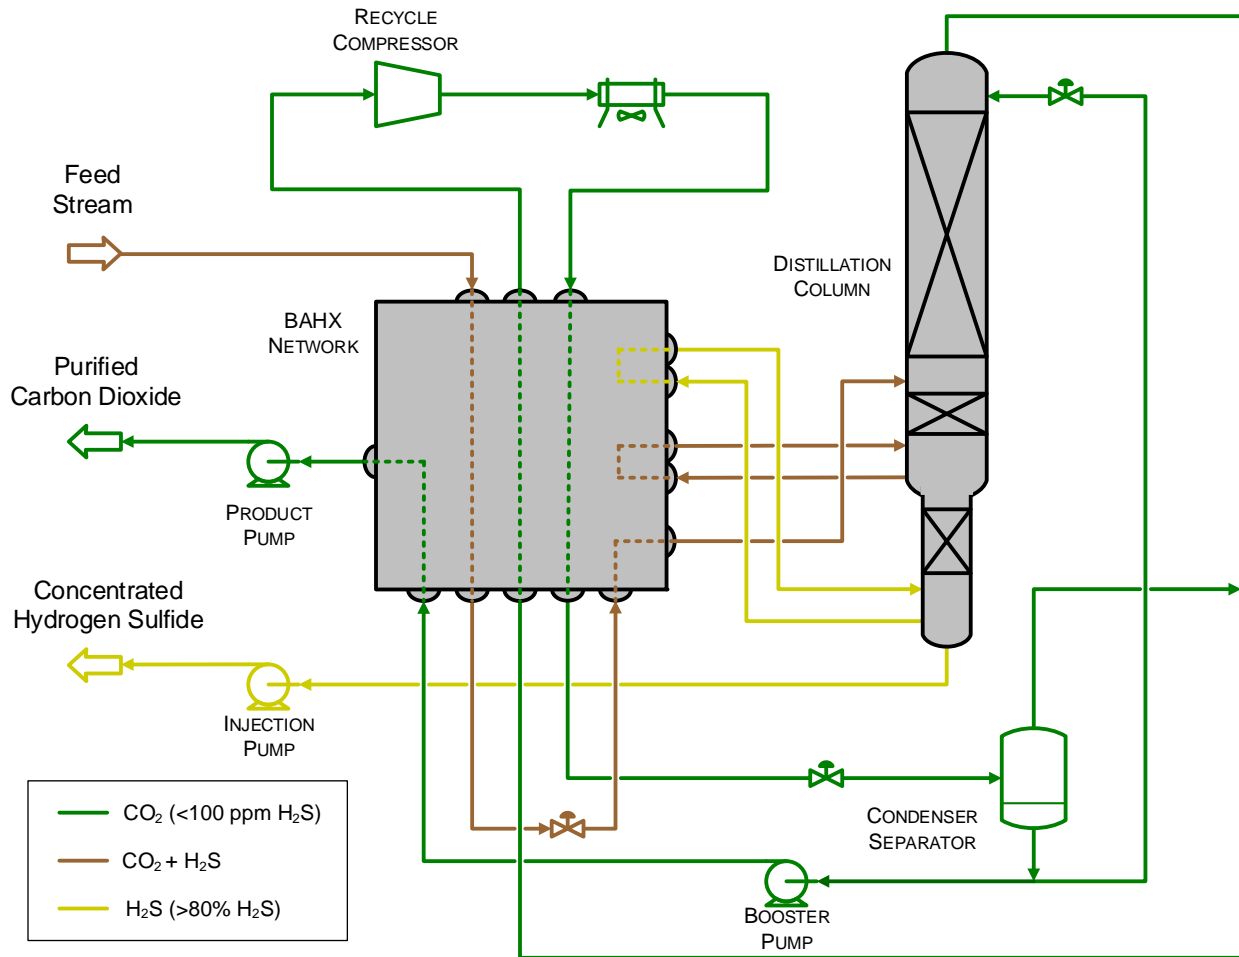 RECYCLE
COMPRESSOR
Feed
Stream
DISTILLATION
COLUMN
BAHX
NETWORK
Purified
Carbon Dioxide
PRODUCT
PUMP
Concentrated
Hydrogen Sulfide
INJECTION
PUMP
CO₂ (<100 ppm H₂S)
CO₂ + H₂S
H₂S (>80% H₂S)
CONDENSER
SEPARATOR
BOOSTER
PUMP